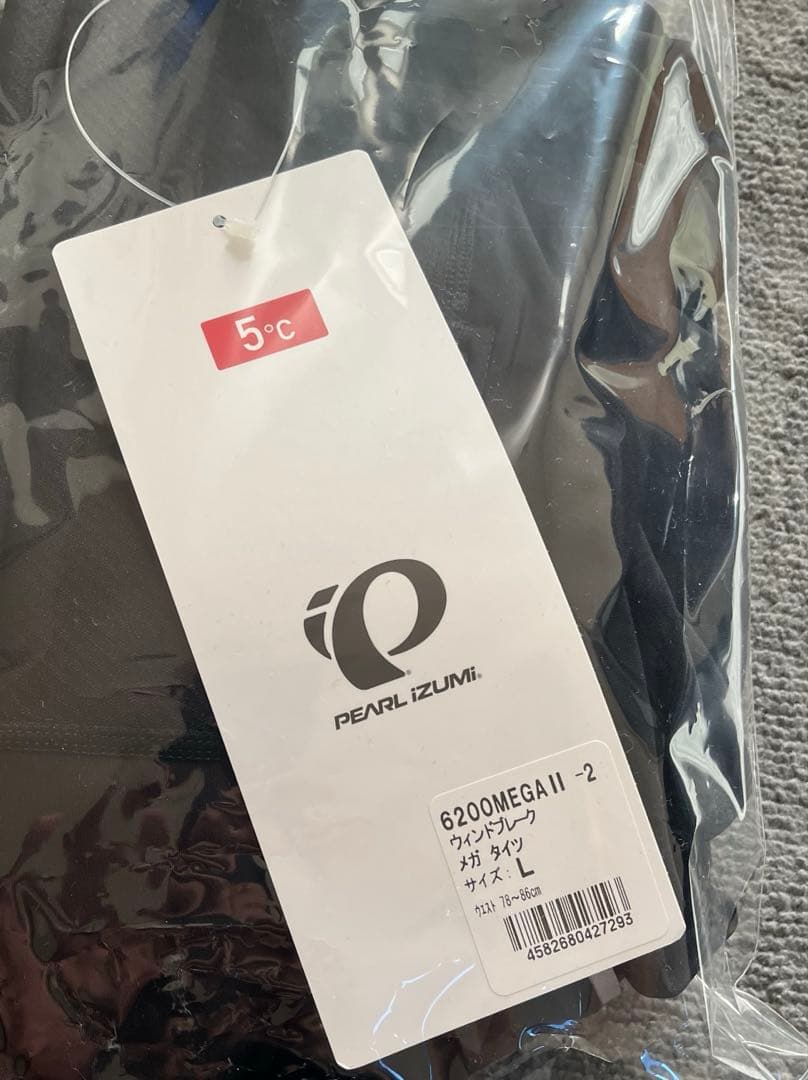 5°C
PEARL iZUMi®
6200MEGAII -2
ウィンドブレーク
メガ タイツ
サイズ: L
ウエスト 78～86cm
4582680427293